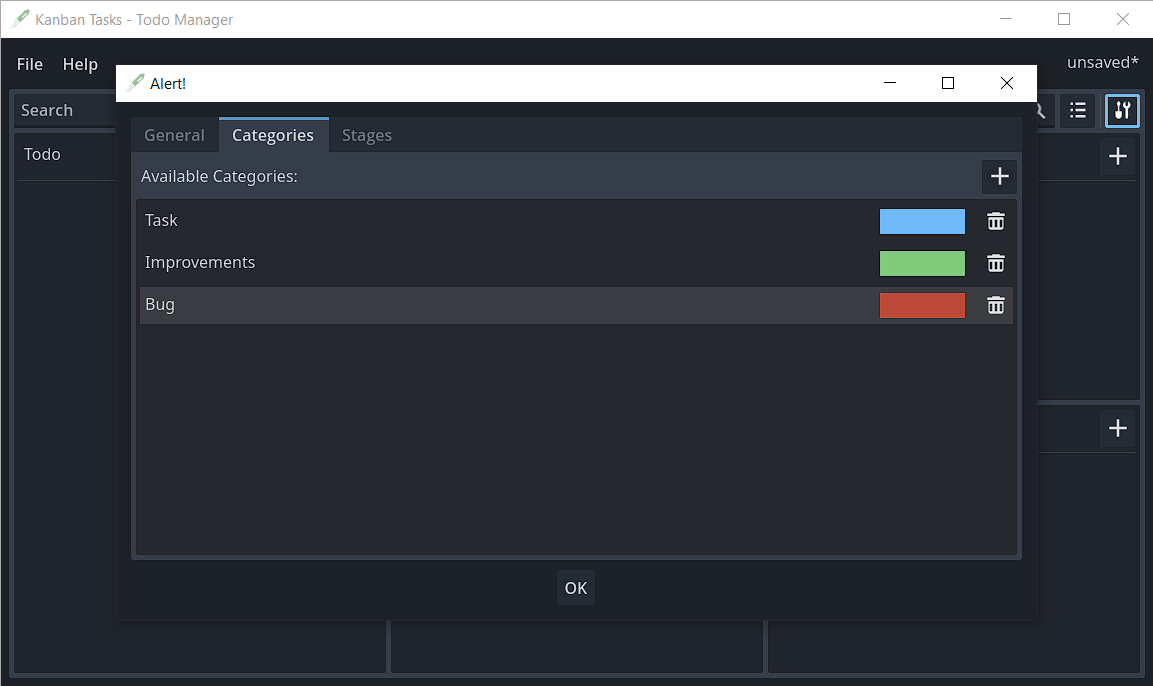 Kanban Tasks - Todo Manager
File Help
unsaved*
Alert!
Search
General Categories Stages
Todo
Available Categories:
Task
Improvements
Bug
OK